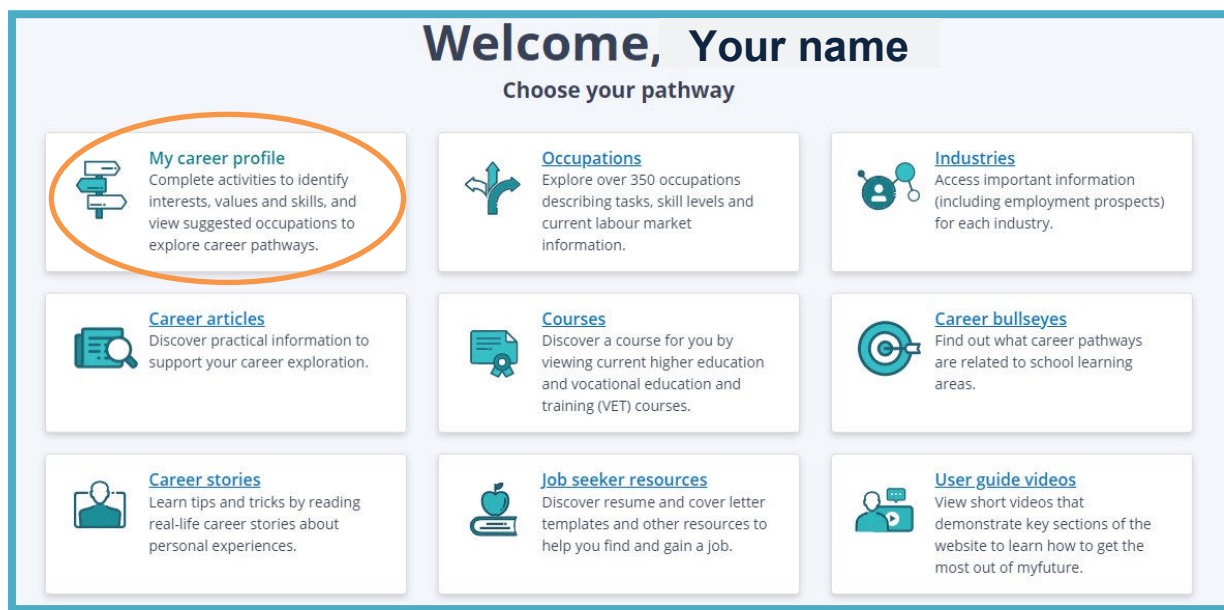 Welcome, Your name
Choose your pathway
My career profile
Complete activities to identify
interests, values and skills, and
view suggested occupations to
explore career pathways.
Occupations
Explore over 350 occupations
describing tasks, skill levels and
current labour market
information.
Industries
Access important information
(including employment prospects)
for each industry.
Career articles
Discover practical information to
support your career exploration.
Courses
Discover a course for you by
viewing current higher education
and vocational education and
training (VET) courses.
Career bullseyes
Find out what career pathways
are related to school learning
areas.
Career stories
Learn tips and tricks by reading
real-life career stories about
personal experiences.
Job seeker resources
Discover resume and cover letter
templates and other resources to
help you find and gain a job.
User guide videos
View short videos that
demonstrate key sections of the
website to learn how to get the
most out of myfuture.